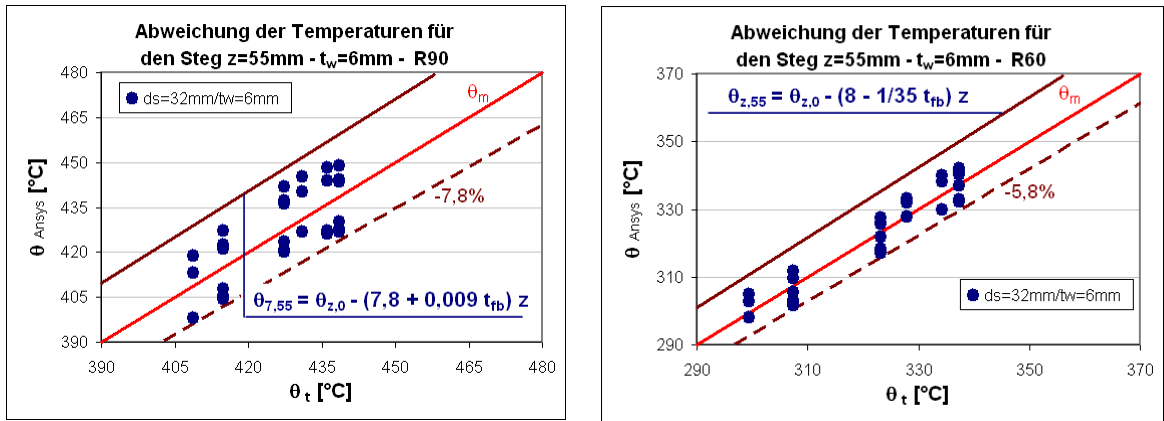 Abweichung der Temperaturen für
den Steg z=55mm - tw=6mm - R90
480
465
450
435
420
405
390
θ Ansys [°C]
ds=32mm/tw=6mm
θm
-7,8%
θ7,55 = θz,0 - (7,8 + 0,009 tfb) z
390
405
419
435
450
465
480
θ t [°C]
Abweichung der Temperaturen für
den Steg z=55mm - tw=6mm - R60
370
350
330
310
290
θ Ansys [°C]
θz,55 = θz,0 - (8 - 1/35 tfb) z
θm
-5,8%
ds=32mm/tw=6mm
290
310
330
350
370
θ t [°C]